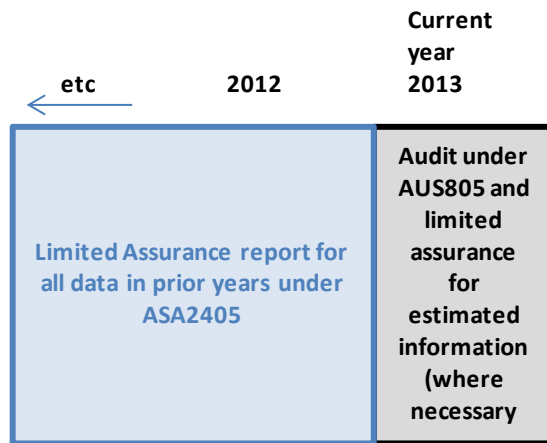 Current
year
etc 2012 2013
Limited Assurance report for
all data in prior years under
ASA2405
Audit under
AUS805 and
limited
assurance
for
estimated
information
(where
necessary